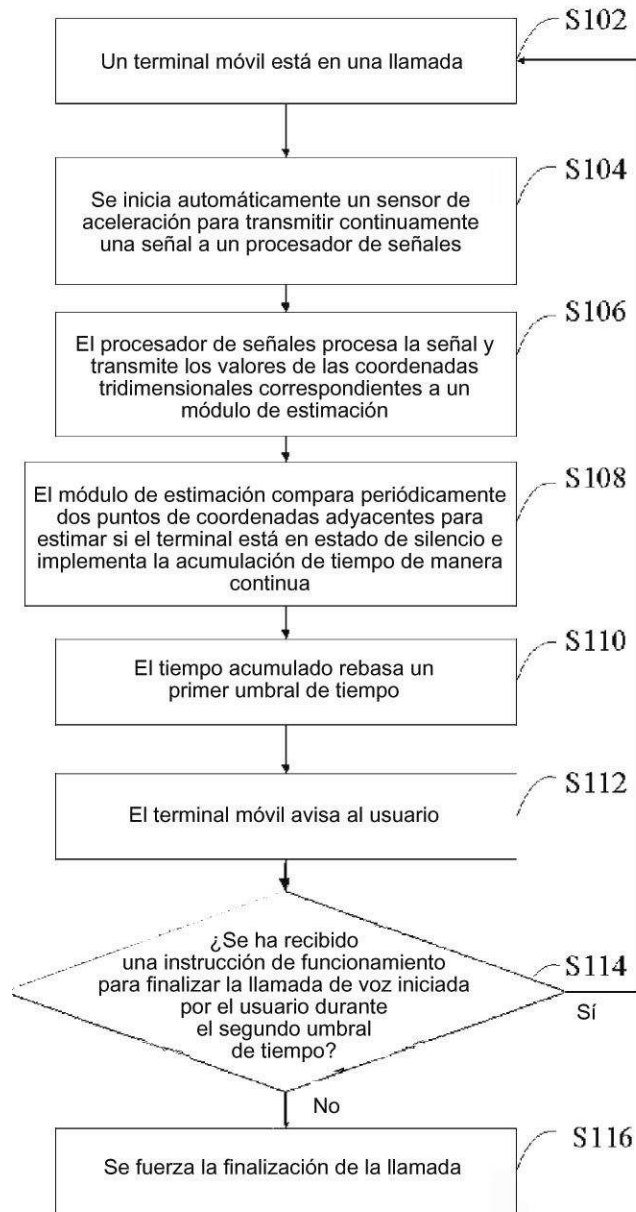 S102
Un terminal móvil está en una llamada
S104
Se inicia automáticamente un sensor de
aceleración para transmitir continuamente
una señal a un procesador de señales
S106
El procesador de señales procesa la señal y
transmite los valores de las coordenadas
tridimensionales correspondientes a un
módulo de estimación
S108
El módulo de estimación compara periódicamente
dos puntos de coordenadas adyacentes para
estimar si el terminal está en estado de silencio e
implementa la acumulación de tiempo de manera
continua
S110
El tiempo acumulado rebasa un
primer umbral de tiempo
S112
El terminal móvil avisa al usuario
¿Se ha recibido
una instrucción de funcionamiento
para finalizar la llamada de voz iniciada
por el usuario durante
el segundo umbral
de tiempo?
S114
Sí
No
S116
Se fuerza la finalización de la llamada